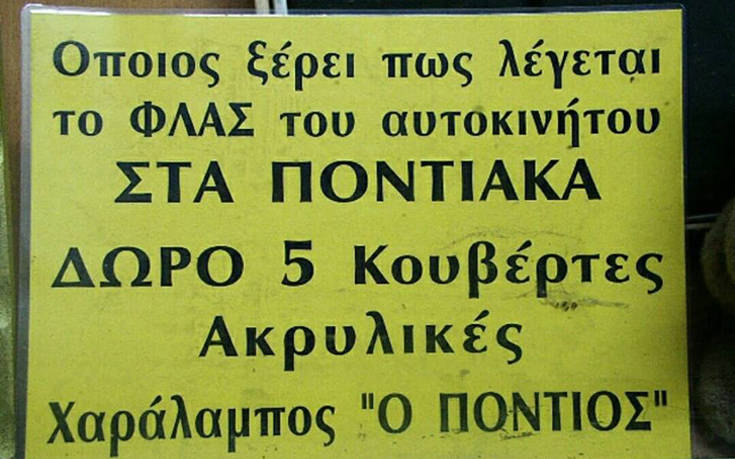 Οποιος ξέρει πως λέγεται
το ΦΛΑΣ του αυτοκινήτου
ΣΤΑ ΠΟΝΤΙΑΚΑ
ΔΩΡΟ 5 Κουβέρτες
Ακρυλικές
Χαράλαμπος "Ο ΠΟΝΤΙΟΣ"